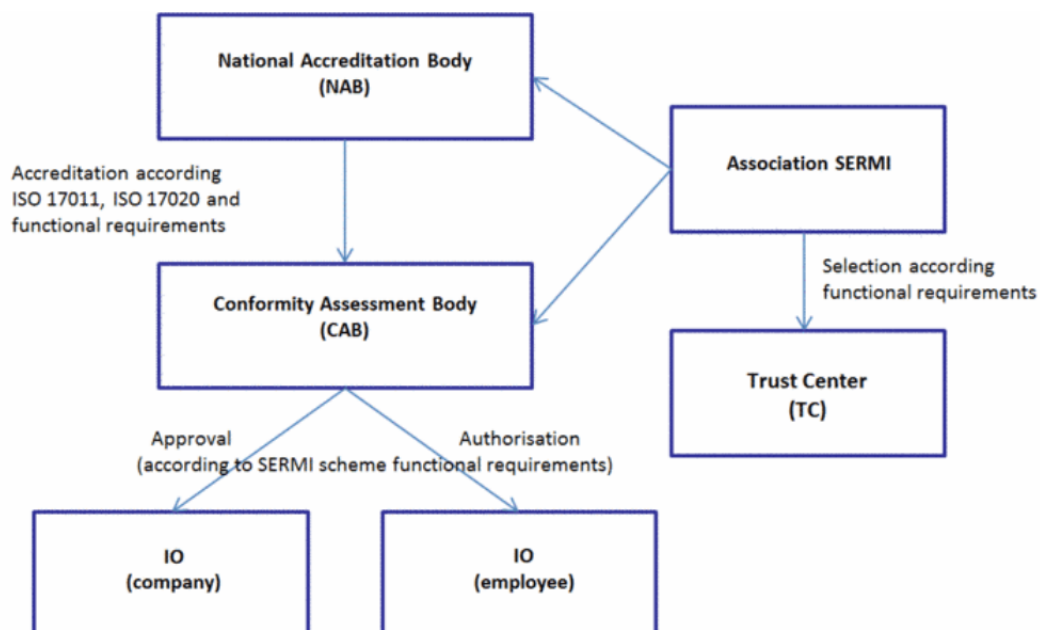 National Accreditation Body
(NAB)
Association SERMI
Accreditation according
ISO 17011, ISO 17020 and
functional requirements
Selection according
functional requirements
Conformity Assessment Body
(CAB)
Trust Center
(TC)
Approval
Authorisation
(according to SERMI scheme functional requirements)
IO
(company)
IO
(employee)